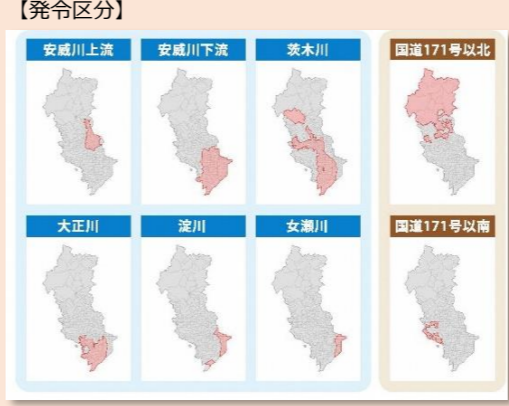 【発令区分】
安威川上流
安威川下流
茨木川
国道171号以北
大正川
淀川
女瀬川
国道171号以南